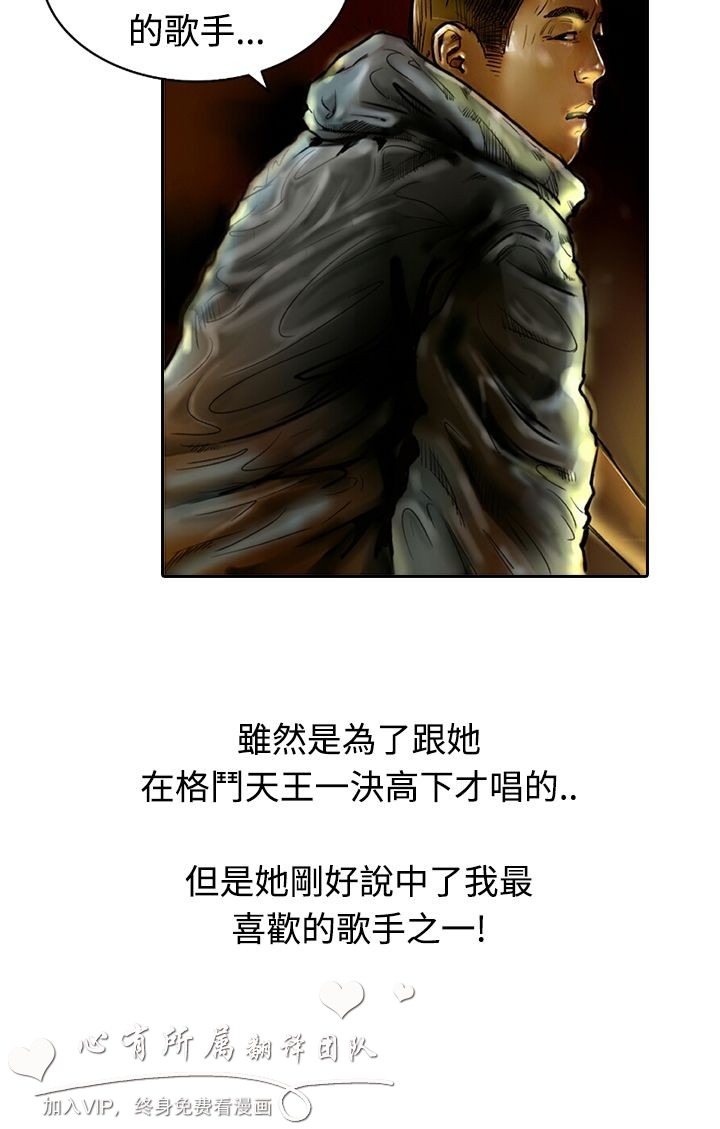 的歌手...
雖然是為了跟她
在格鬥天王一決高下才唱的..
但是她剛好說中了我最
喜歡的歌手之一!
心有所属翻译团队
加入VIP，终身免费看漫画